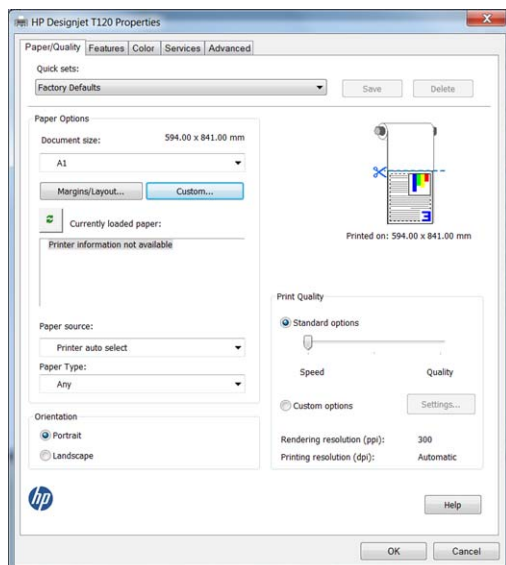 HP Designjet T120 Properties
Paper/Quality Features Color Services Advanced
Quick sets:
Factory Defaults
Save Delete
Paper Options
Document size: 594.00 x 841.00 mm
A1
Margins/Layout... Custom...
Currently loaded paper:
Printer information not available
Paper source:
Printer auto select
Paper Type:
Any
Orientation
Portrait
Landscape
hp
Printed on: 594.00 x 841.00 mm
Print Quality
Standard options
Speed Quality
Custom options Settings...
Rendering resolution (ppi): 300
Printing resolution (dpi): Automatic
Help
OK Cancel